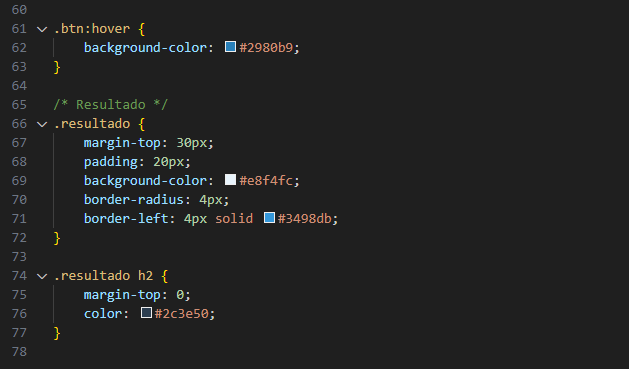 60
61 .btn:hover {
62     background-color: #2980b9;
63 }
64
65 /* Resultado */
66 .resultado {
67     margin-top: 30px;
68     padding: 20px;
69     background-color: #e8f4fc;
70     border-radius: 4px;
71     border-left: 4px solid #3498db;
72 }
73
74 .resultado h2 {
75     margin-top: 0;
76     color: #2c3e50;
77 }
78